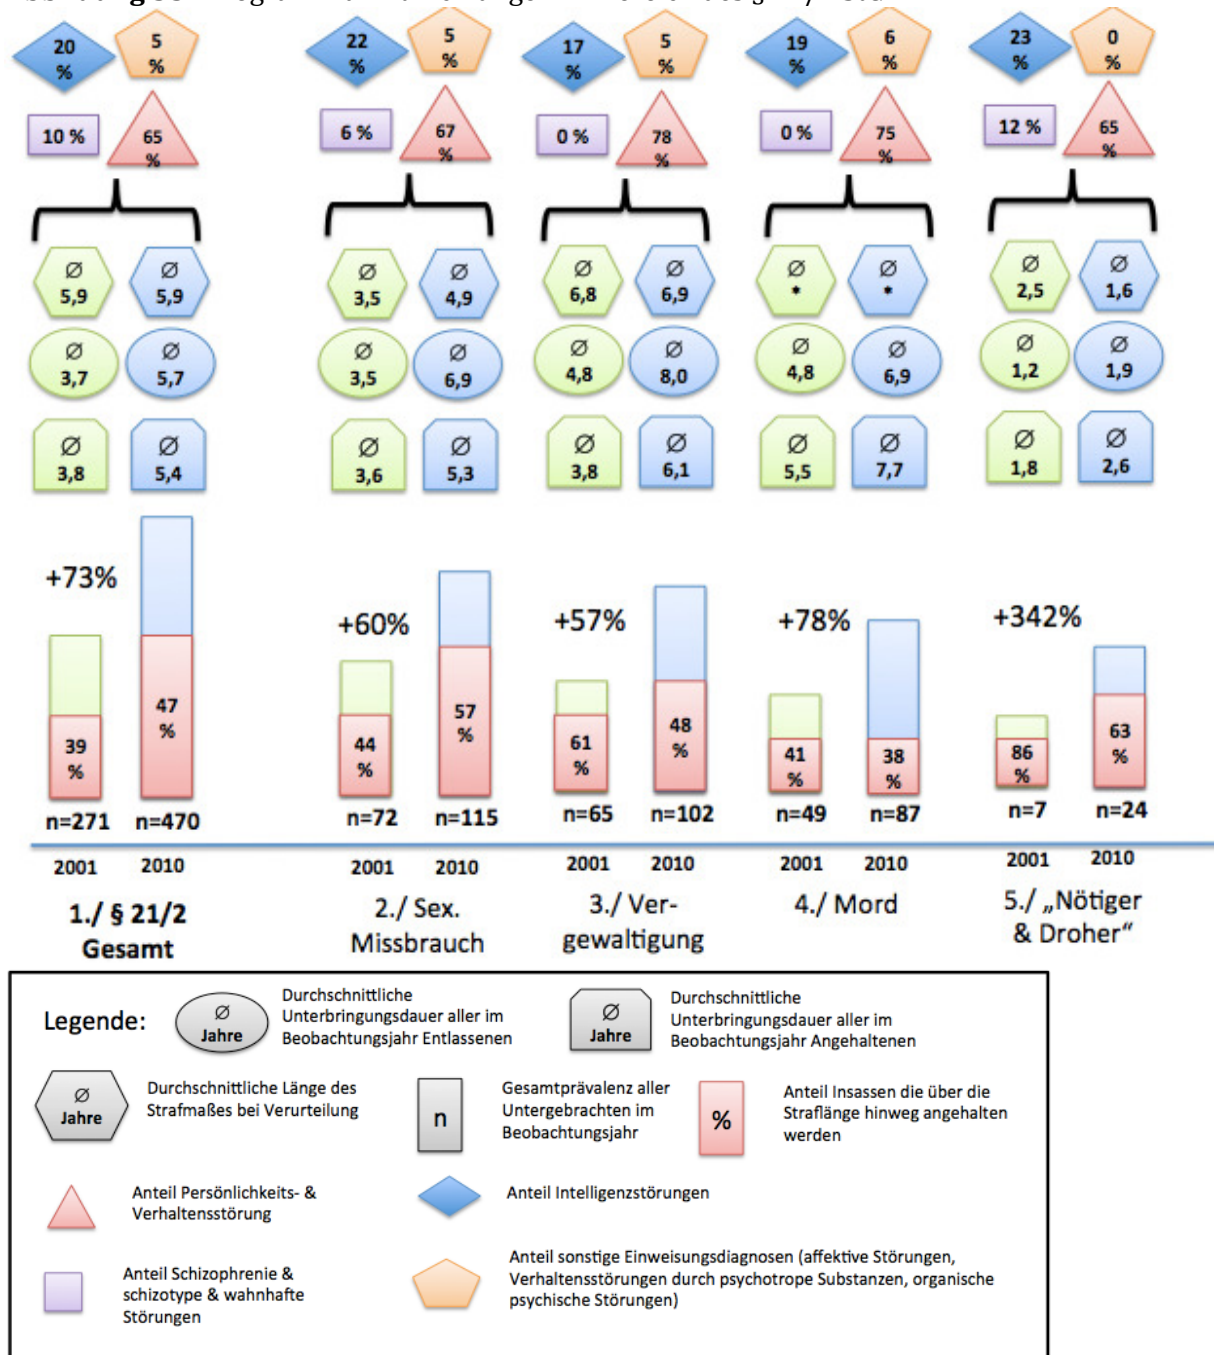 20 %
5 %
22 %
5 %
17 %
5 %
19 %
6 %
23 %
0 %
10 %
65 %
6 %
67 %
0 %
78 %
0 %
75 %
12 %
65 %
Ø 5,9
Ø 5,9
Ø 3,5
Ø 4,9
Ø 6,8
Ø 6,9
Ø *
Ø *
Ø 2,5
Ø 1,6
Ø 3,7
Ø 5,7
Ø 3,5
Ø 6,9
Ø 4,8
Ø 8,0
Ø 4,8
Ø 6,9
Ø 1,2
Ø 1,9
Ø 3,8
Ø 5,4
Ø 3,6
Ø 5,3
Ø 3,8
Ø 6,1
Ø 5,5
Ø 7,7
Ø 1,8
Ø 2,6
+73%
+60%
+57%
+78%
+342%
39 %
47 %
44 %
57 %
61 %
48 %
41 %
38 %
86 %
63 %
n=271 n=470
n=72 n=115
n=65 n=102
n=49 n=87
n=7 n=24
2001 2010
2001 2010
2001 2010
2001 2010
2001 2010
1./ § 21/2
Gesamt
2./ Sex.
Missbrauch
3./ Ver-
gewaltigung
4./ Mord
5./ „Nötiger
& Droher“
Legende:
Ø
Jahre
Durchschnittliche
Unterbringungsdauer aller im
Beobachtungsjahr Entlassenen
Ø
Jahre
Durchschnittliche
Unterbringungsdauer aller im
Beobachtungsjahr Angehaltenen
Ø
Jahre
Durchschnittliche Länge des
Strafmaßes bei Verurteilung
n
Gesamtprävalenz aller
Untergebrachten im
Beobachtungsjahr
%
Anteil Insassen die über die
Straflänge hinweg angehalten
werden
Anteil Persönlichkeits- &
Verhaltensstörung
Anteil Intelligenzstörungen
Anteil Schizophrenie &
schizotype & wahnhafte
Störungen
Anteil sonstige Einweisungsdiagnosen (affektive Störungen,
Verhaltensstörungen durch psychotrope Substanzen, organische
psychische Störungen)